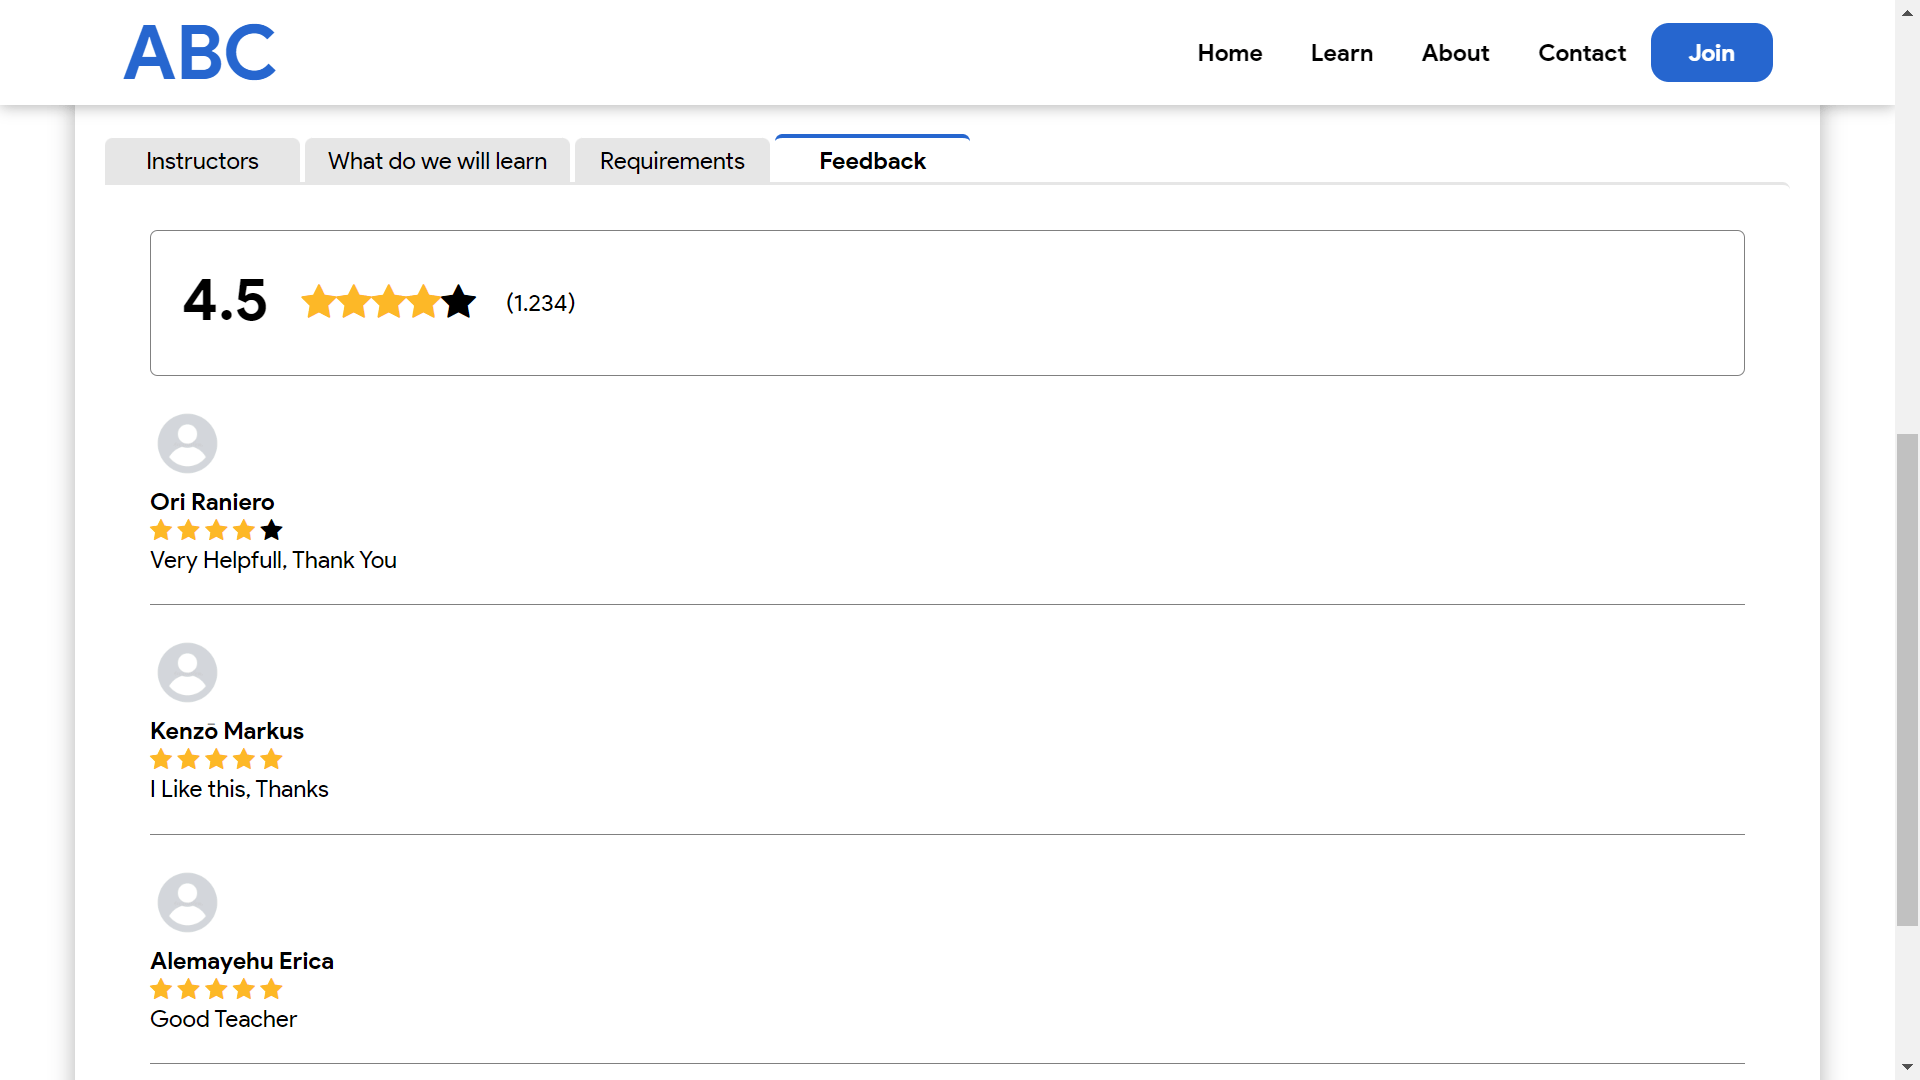 ABC
Home Learn About Contact Join
Instructors What do we will learn Requirements Feedback
4.5 (1.234)
Ori Raniero
Very Helpfull, Thank You
Kenzō Markus
I Like this, Thanks
Alemayehu Erica
Good Teacher